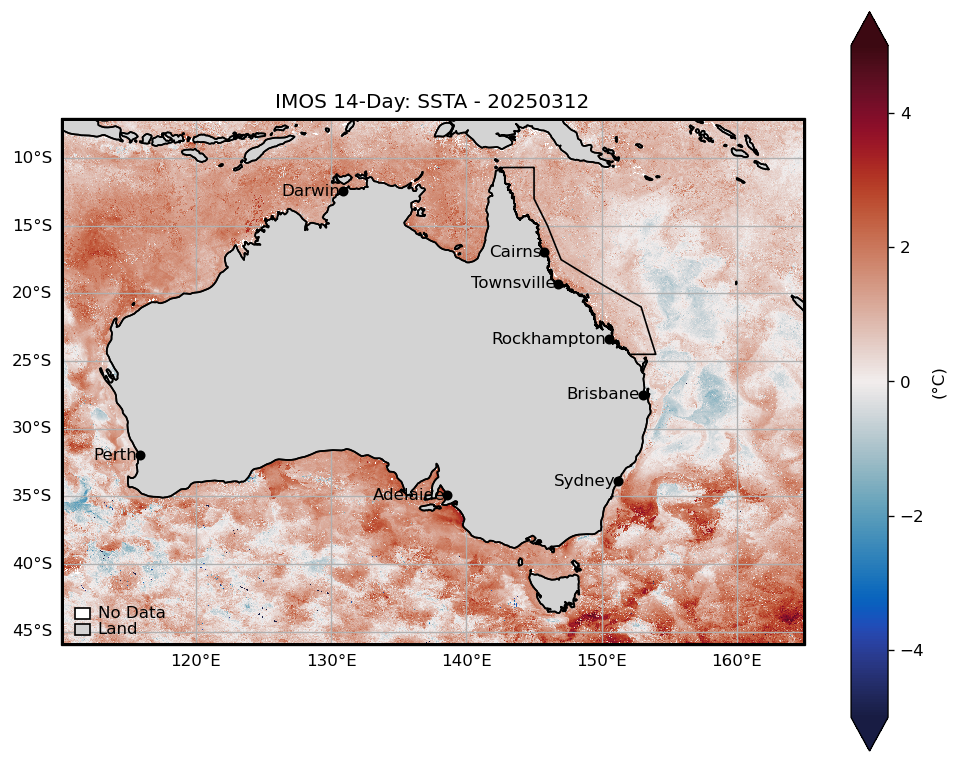 IMOS 14-Day: SSTA - 20250312
10°S
15°S
20°S
25°S
30°S
35°S
40°S
45°S
Darwin
Cairns
Townsville
Rockhampton
Brisbane
Perth
Sydney
Adelaide
No Data
Land
120°E 130°E 140°E 150°E 160°E
4
2
0
−2
−4
(°C)